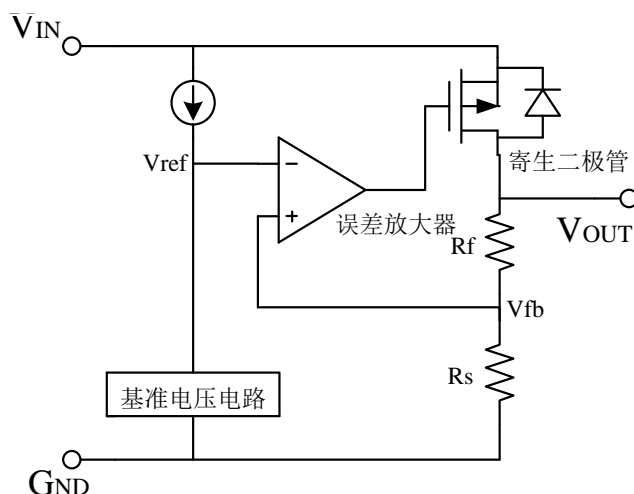 VIN
Vref
−
+
误差放大器
寄生二极管
VOUT
Rf
Vfb
Rs
基准电压电路
GND